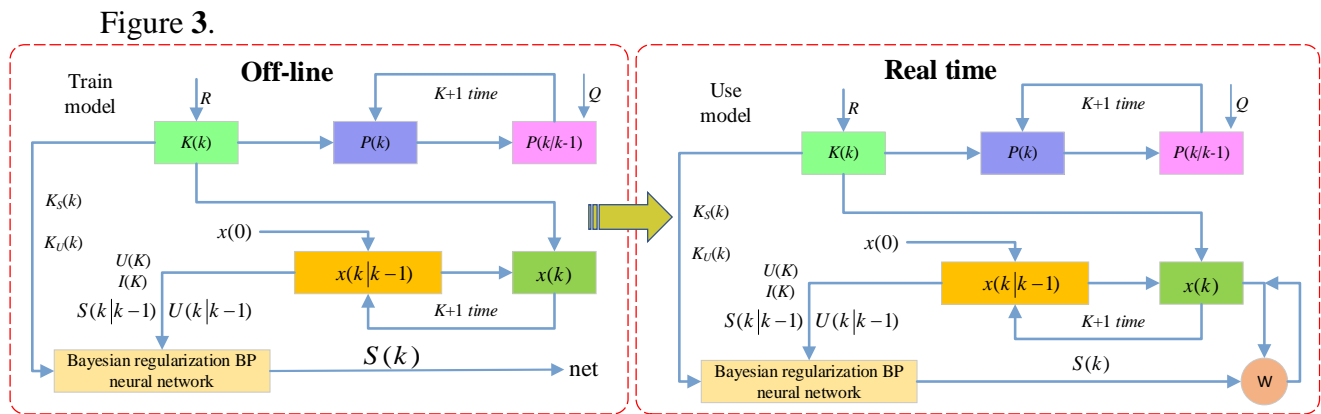 Figure 3.
Off-line
Train
model
R
K+1 time
Q
K(k)
P(k)
P(k/k-1)
K_S(k)
K_U(k)
x(0)
x(k|k−1)
x(k)
U(K)
I(K)
S(k|k−1) U(k|k−1)
K+1 time
Bayesian regularization BP
neural network
S(k)
net
Real time
Use
model
R
K+1 time
Q
K(k)
P(k)
P(k/k-1)
K_S(k)
K_U(k)
x(0)
x(k|k−1)
x(k)
U(K)
I(K)
S(k|k−1) U(k|k−1)
K+1 time
Bayesian regularization BP
neural network
S(k)
W